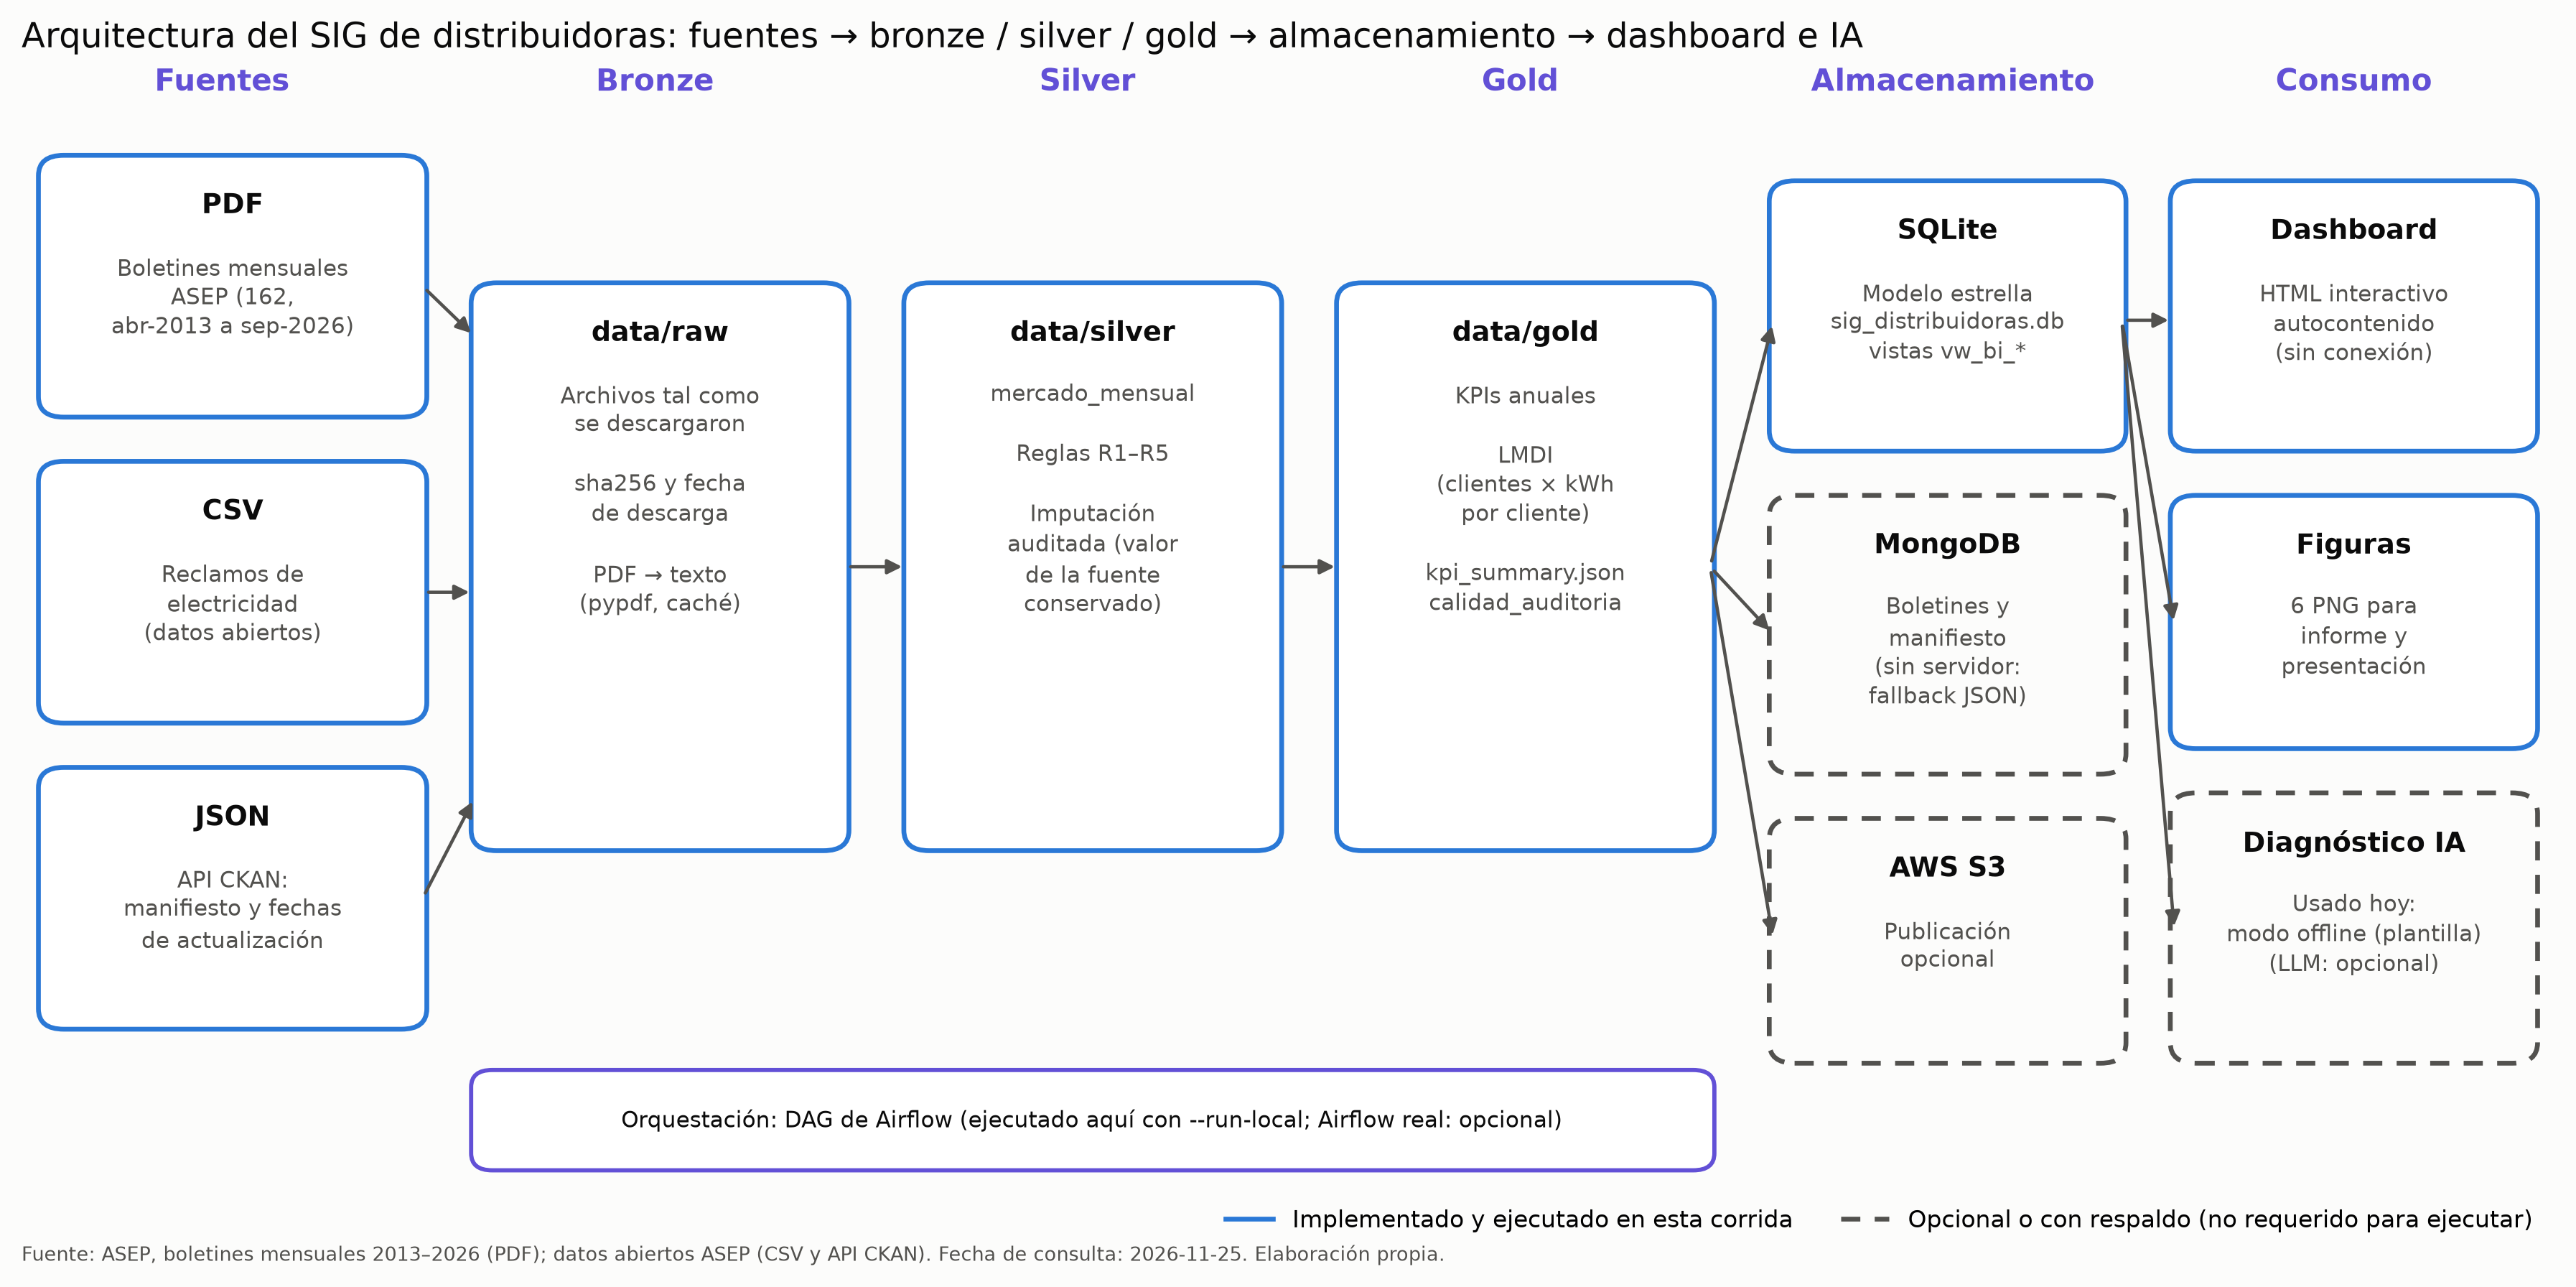 Arquitectura del SIG de distribuidoras: fuentes → bronze / silver / gold → almacenamiento → dashboard e IA
Fuentes
Bronze
Silver
Gold
Almacenamiento
Consumo
PDF
Boletines mensuales
ASEP (162,
abr-2013 a sep-2026)
CSV
Reclamos de
electricidad
(datos abiertos)
JSON
API CKAN:
manifiesto y fechas
de actualización
data/raw
Archivos tal como
se descargaron
sha256 y fecha
de descarga
PDF → texto
(pypdf, caché)
data/silver
mercado_mensual
Reglas R1–R5
Imputación
auditada (valor
de la fuente
conservado)
data/gold
KPIs anuales
LMDI
(clientes × kWh
por cliente)
kpi_summary.json
calidad_auditoria
SQLite
Modelo estrella
sig_distribuidoras.db
vistas vw_bi_*
MongoDB
Boletines y
manifiesto
(sin servidor:
fallback JSON)
AWS S3
Publicación
opcional
Dashboard
HTML interactivo
autocontenido
(sin conexión)
Figuras
6 PNG para
informe y
presentación
Diagnóstico IA
Usado hoy:
modo offline (plantilla)
(LLM: opcional)
Orquestación: DAG de Airflow (ejecutado aquí con --run-local; Airflow real: opcional)
Implementado y ejecutado en esta corrida
Opcional o con respaldo (no requerido para ejecutar)
Fuente: ASEP, boletines mensuales 2013–2026 (PDF); datos abiertos ASEP (CSV y API CKAN). Fecha de consulta: 2026-11-25. Elaboración propia.